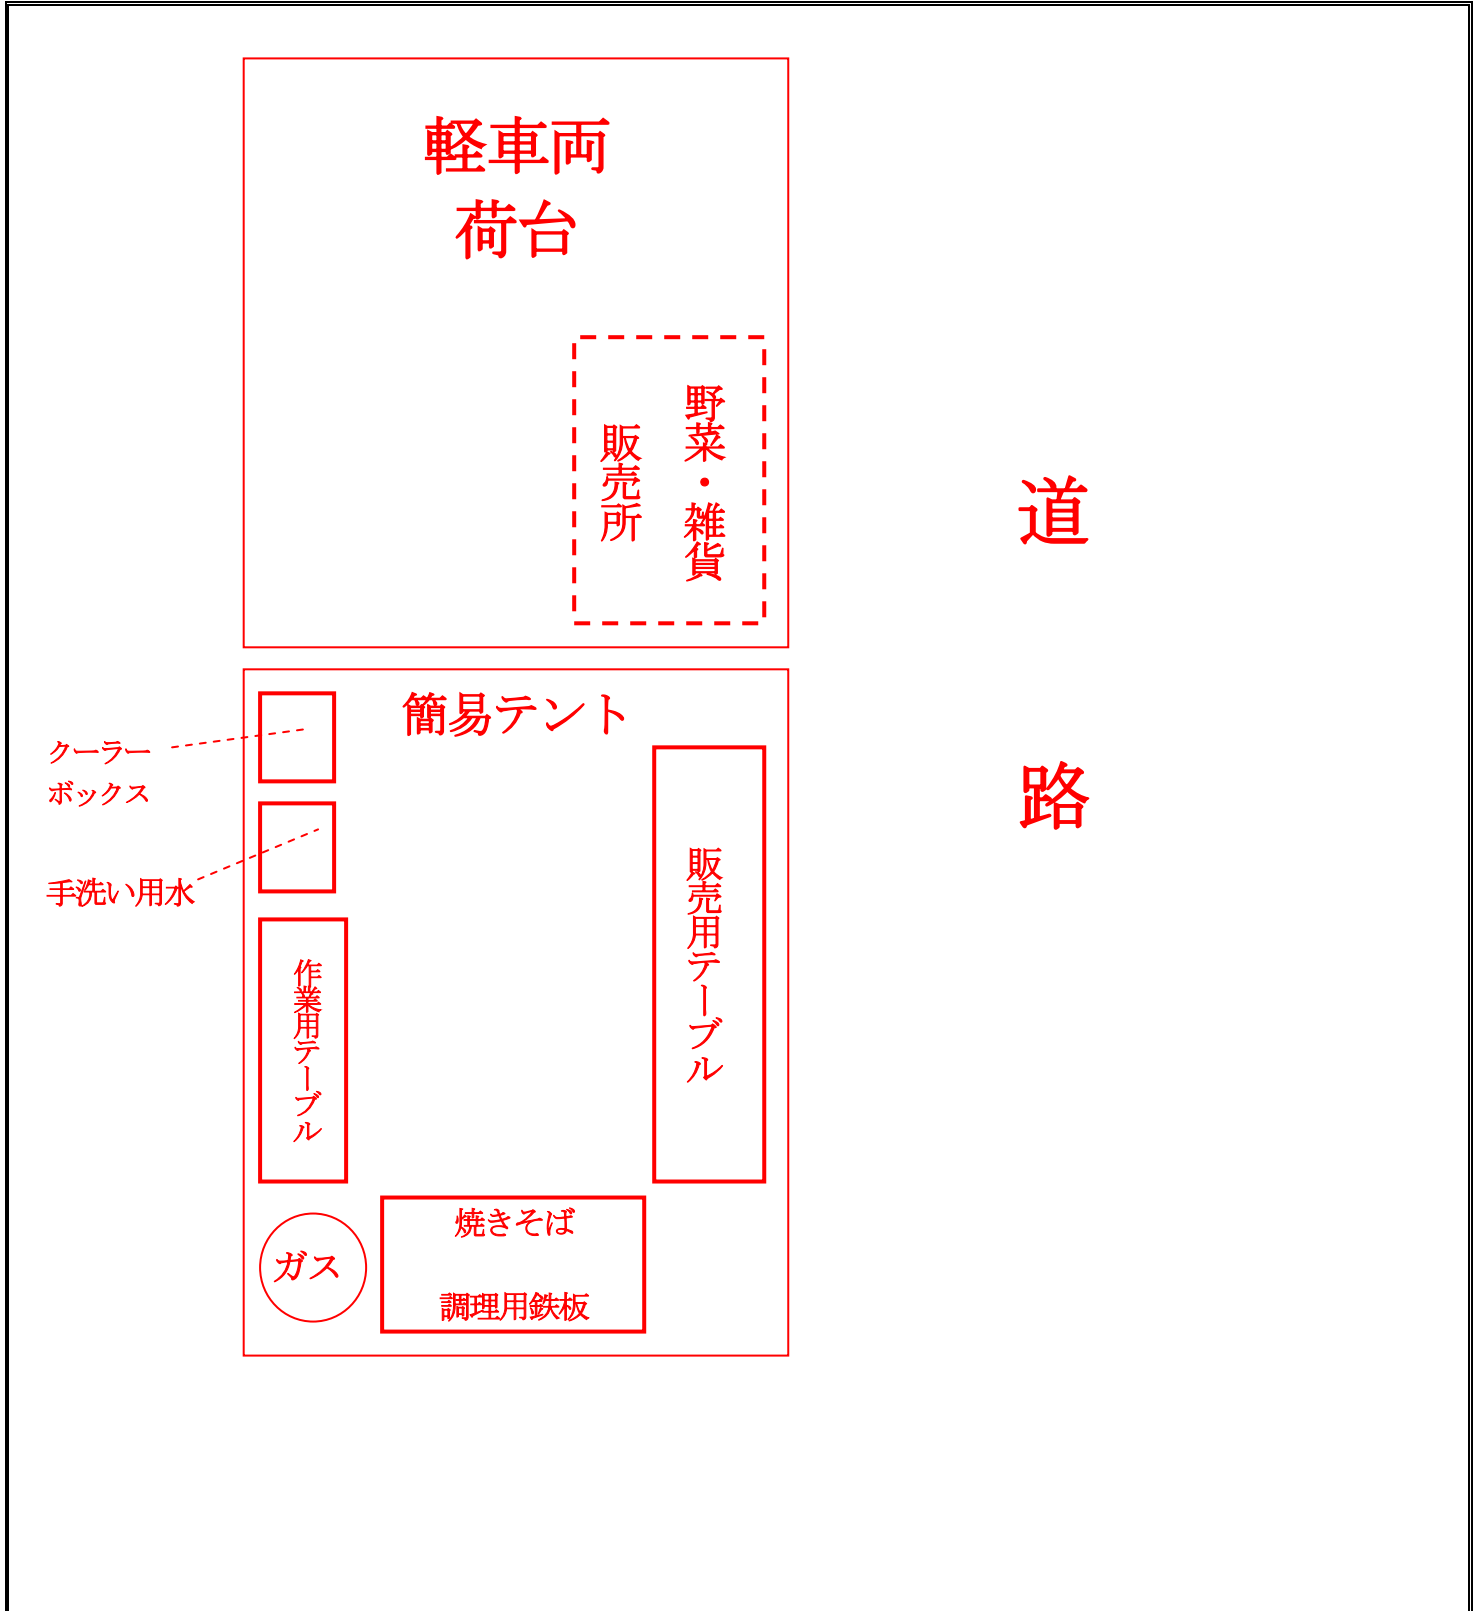 軽車両
荷台
野菜・雑貨
販売所
道
路
簡易テント
クーラー
ボックス
手洗い用水
販売用テーブル
作業用テーブル
ガス
焼きそば
調理用鉄板